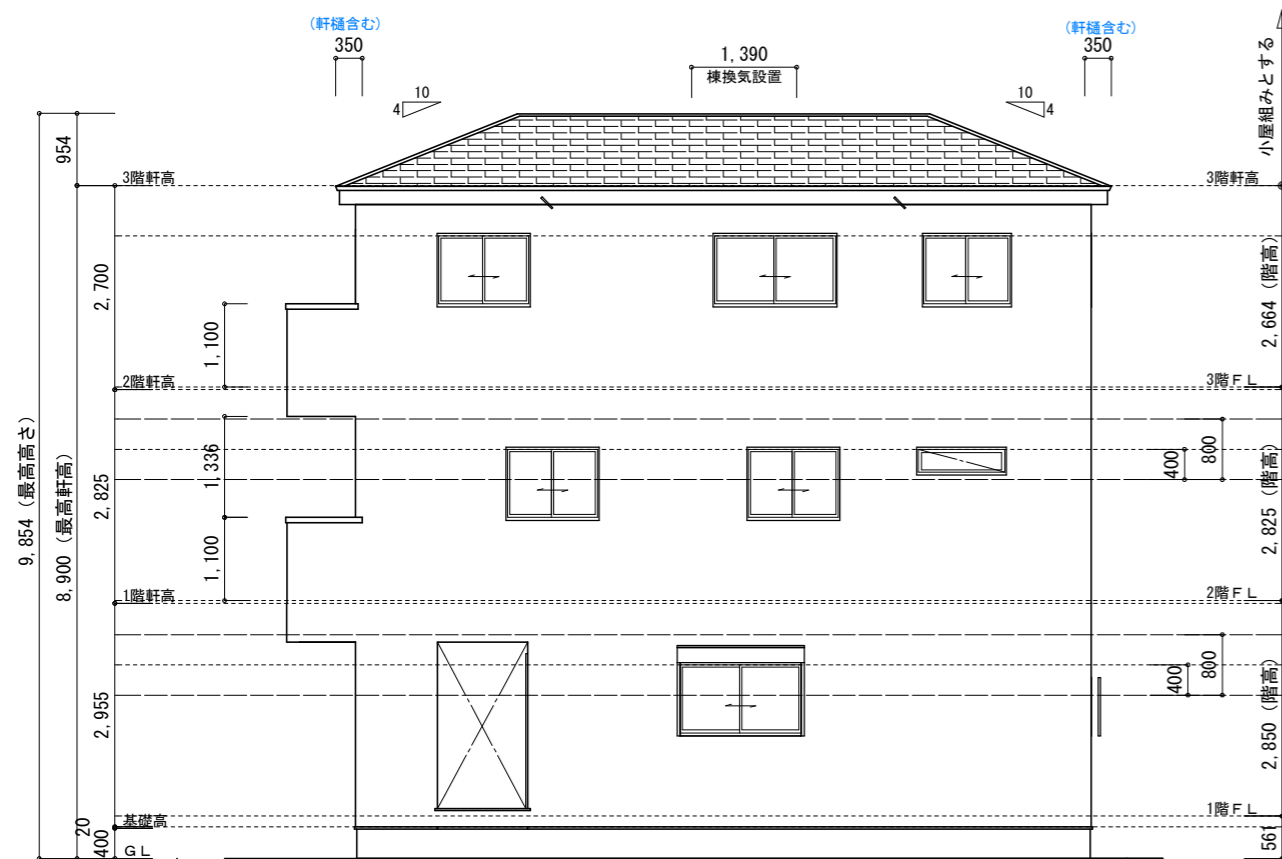 (軒樋含む)
350
1,390
棟換気設置
(軒樋含む)
350
10
4
10
4
小屋組みとする
954
3階軒高
3階軒高
2,700
2,664 (階高)
1,100
2階軒高
3階FL
9,854 (最高高さ)
8,900 (最高軒高)
2,825
1,336
400
800
2,825 (階高)
1,100
1階軒高
2階FL
2,955
400
800
2,850 (階高)
20
基礎高
1階FL
400
GL
561